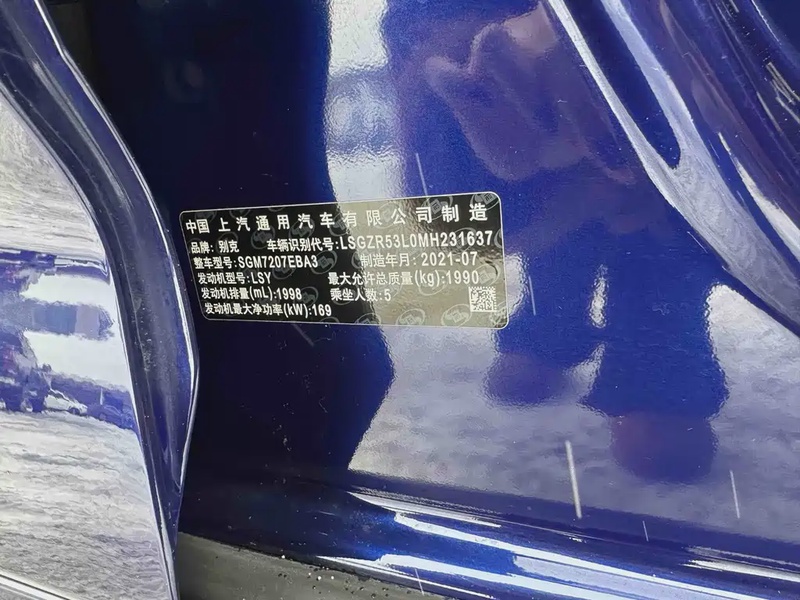 中国 上汽通用汽车有限公司制造
品牌: 别克 车辆识别代号:LSGZR53L0MH231637
整车型号:SGM7207EBA3 制造年月:2021-07
发动机型号:LSY 最大允许总质量(kg):1990
发动机排量(mL):1998 乘坐人数:5
发动机最大净功率(kW):169